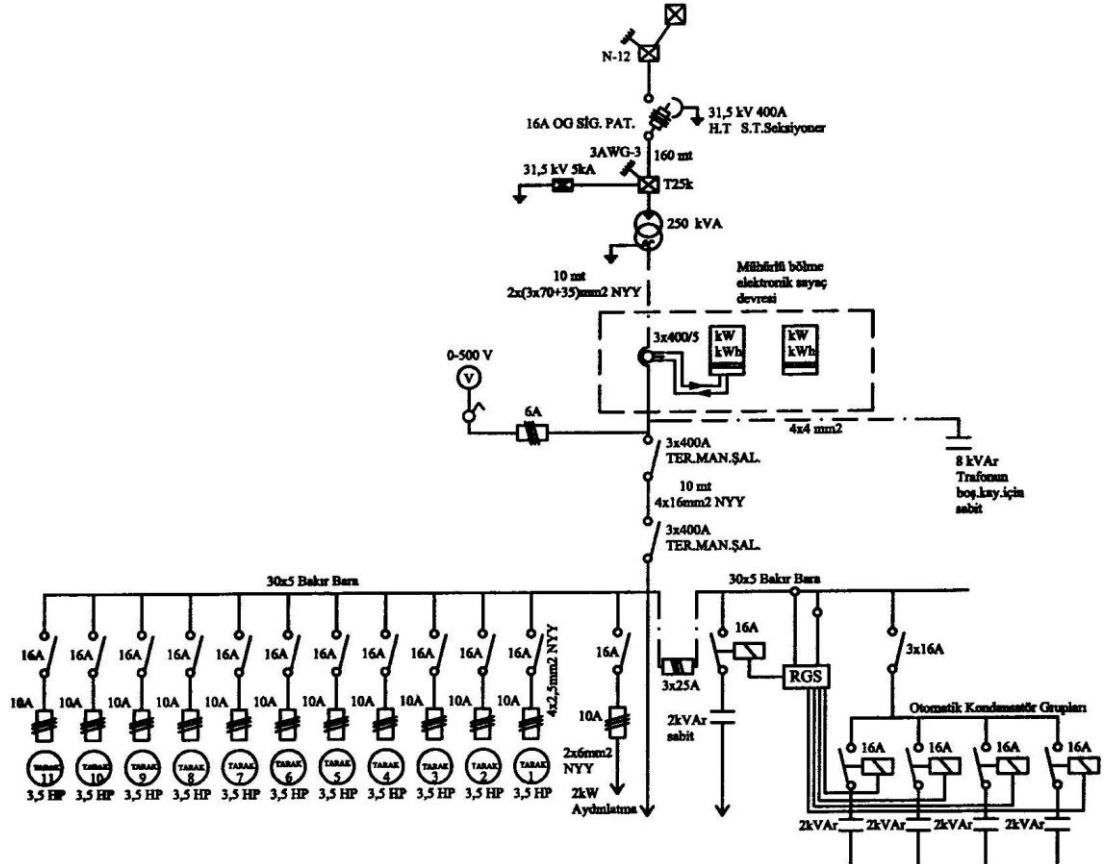 N-12
16A OG SİG. PAT.
31,5 kV 400A
H.T S.T.Seksiyoner
3AWG-3
160 mt
31,5 kV 5kA
T25k
250 kVA
10 mt
2x(3x70+35)mm2 NYY
Mühürlü bölme
elektronik sayaç
devresi
3x400/5
kW
kWh
kW
kWh
0-500 V
V
6A
4x4 mm2
8 kVAr
Trafonun
boş.kay.için
sabit
3x400A
TER.MAN.ŞAL.
10 mt
4x16mm2 NYY
3x400A
TER.MAN.ŞAL.
30x5 Bakır Bara
30x5 Bakır Bara
16A 16A 16A 16A 16A 16A 16A 16A 16A 16A 16A
4x2,5mm2 NYY
16A
16A
3x16A
3x25A
RGS
10A 10A 10A 10A 10A 10A 10A 10A 10A 10A 10A
10A
2kVAr
sabit
Otomatik Kondansatör Grupları
16A 16A 16A 16A
TARAK 11
TARAK 10
TARAK 9
TARAK 8
TARAK 7
TARAK 6
TARAK 5
TARAK 4
TARAK 3
TARAK 2
TARAK 1
3,5 HP 3,5 HP 3,5 HP 3,5 HP 3,5 HP 3,5 HP 3,5 HP 3,5 HP 3,5 HP 3,5 HP 3,5 HP
2x6mm2
NYY
2kW
Aydınlatma
2kVAr 2kVAr 2kVAr 2kVAr